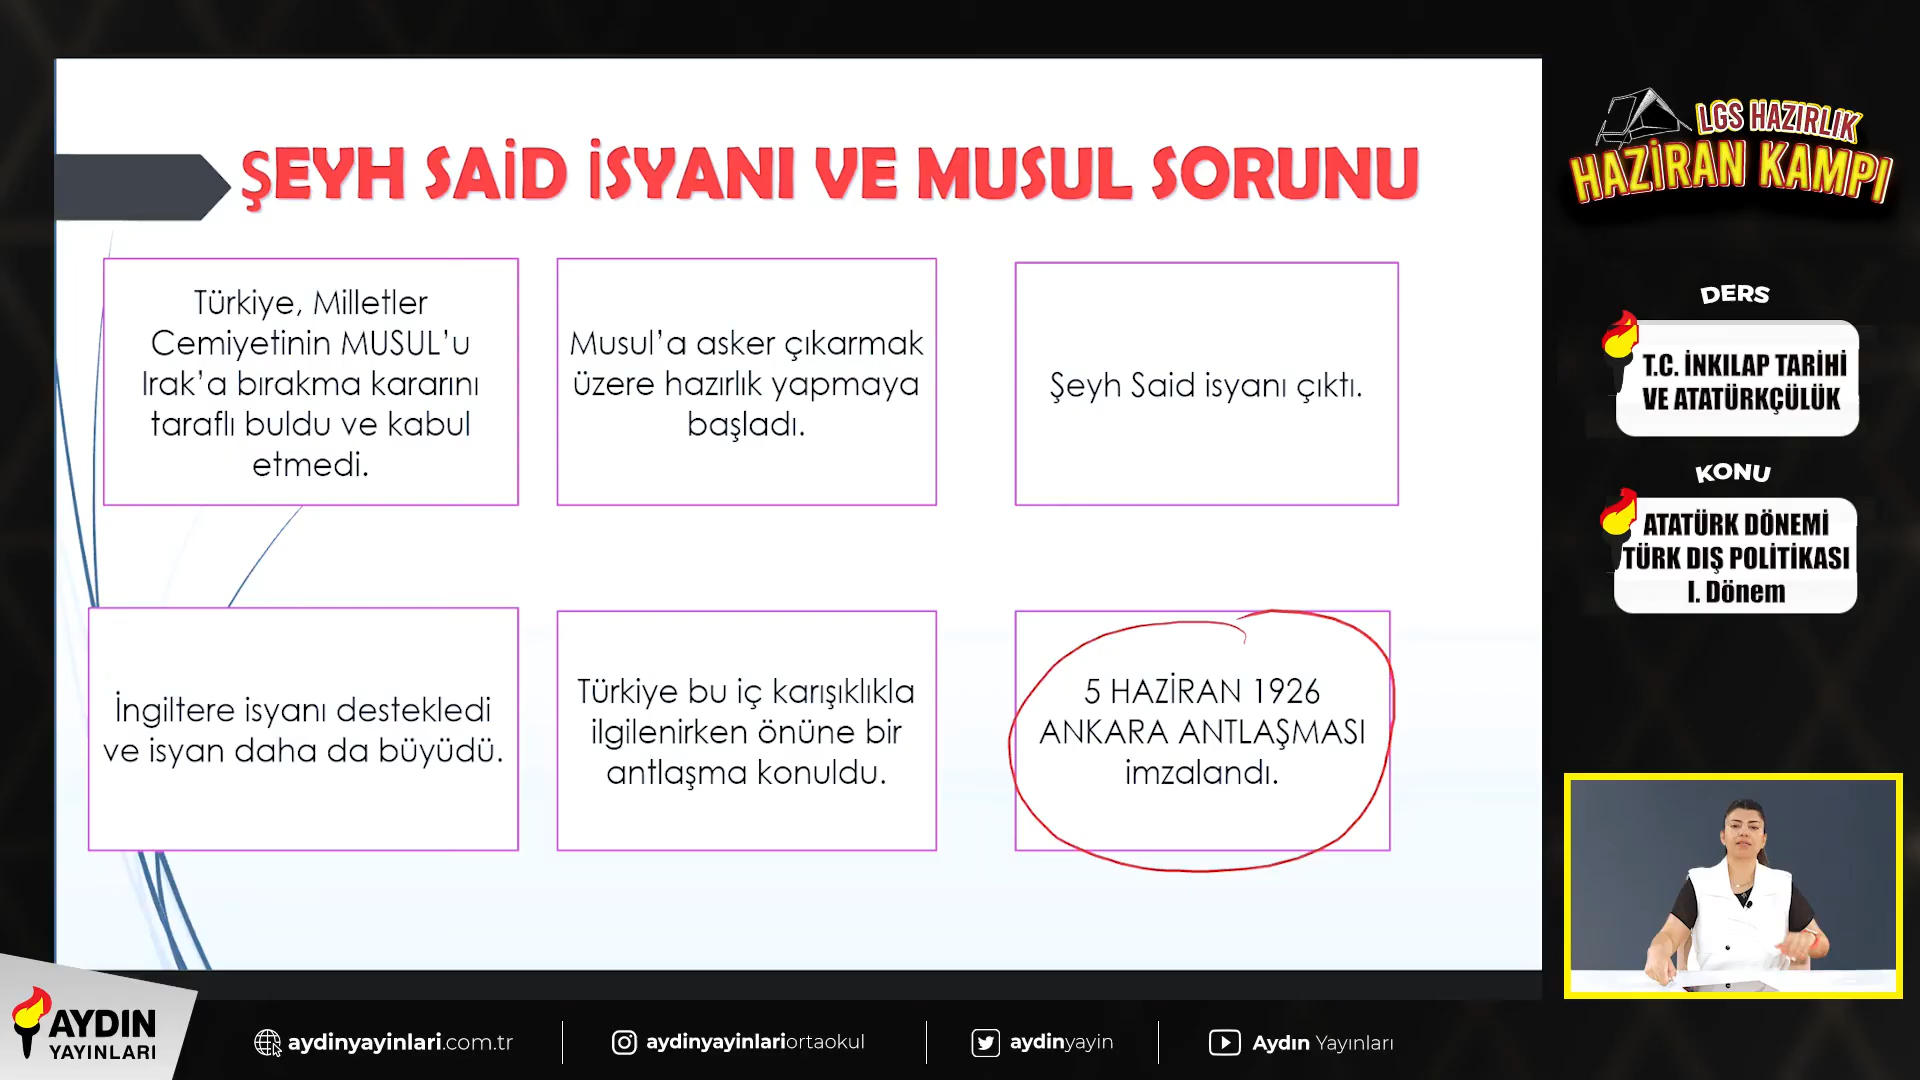 ŞEYH SAİD İSYANI VE MUSUL SORUNU
Türkiye, Milletler
Cemiyetinin MUSUL'u
Irak'a bırakma kararını
taraflı buldu ve kabul
etmedi.
Musul'a asker çıkarmak
üzere hazırlık yapmaya
başladı.
Şeyh Said isyanı çıktı.
İngiltere isyanı destekledi
ve isyan daha da büyüdü.
Türkiye bu iç karışıklıkla
ilgilenirken önüne bir
antlaşma konuldu.
5 HAZİRAN 1926
ANKARA ANTLAŞMASI
imzalandı.
LGS HAZIRLIK
HAZİRAN KAMPI
DERS
T.C. İNKILAP TARİHİ
VE ATATÜRKÇÜLÜK
KONU
ATATÜRK DÖNEMİ
TÜRK DIŞ POLİTİKASI
I. Dönem
AYDIN
YAYINLARI
aydinyayinlari.com.tr
aydinyayinlariortaokul
aydinyayin
Aydın Yayınları